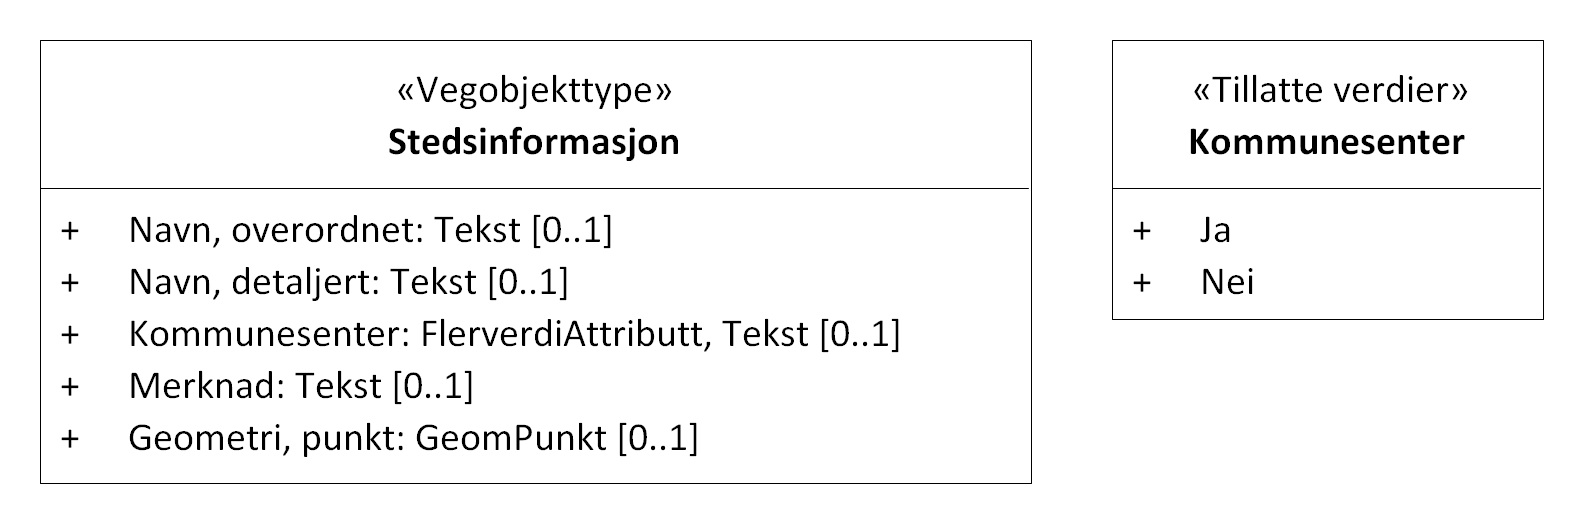 «Vegobjekttype»
Stedsinformasjon
+ Navn, overordnet: Tekst [0..1]
+ Navn, detaljert: Tekst [0..1]
+ Kommunesenter: FlerverdiAttributt, Tekst [0..1]
+ Merknad: Tekst [0..1]
+ Geometri, punkt: GeomPunkt [0..1]
«Tillatte verdier»
Kommunesenter
+ Ja
+ Nei